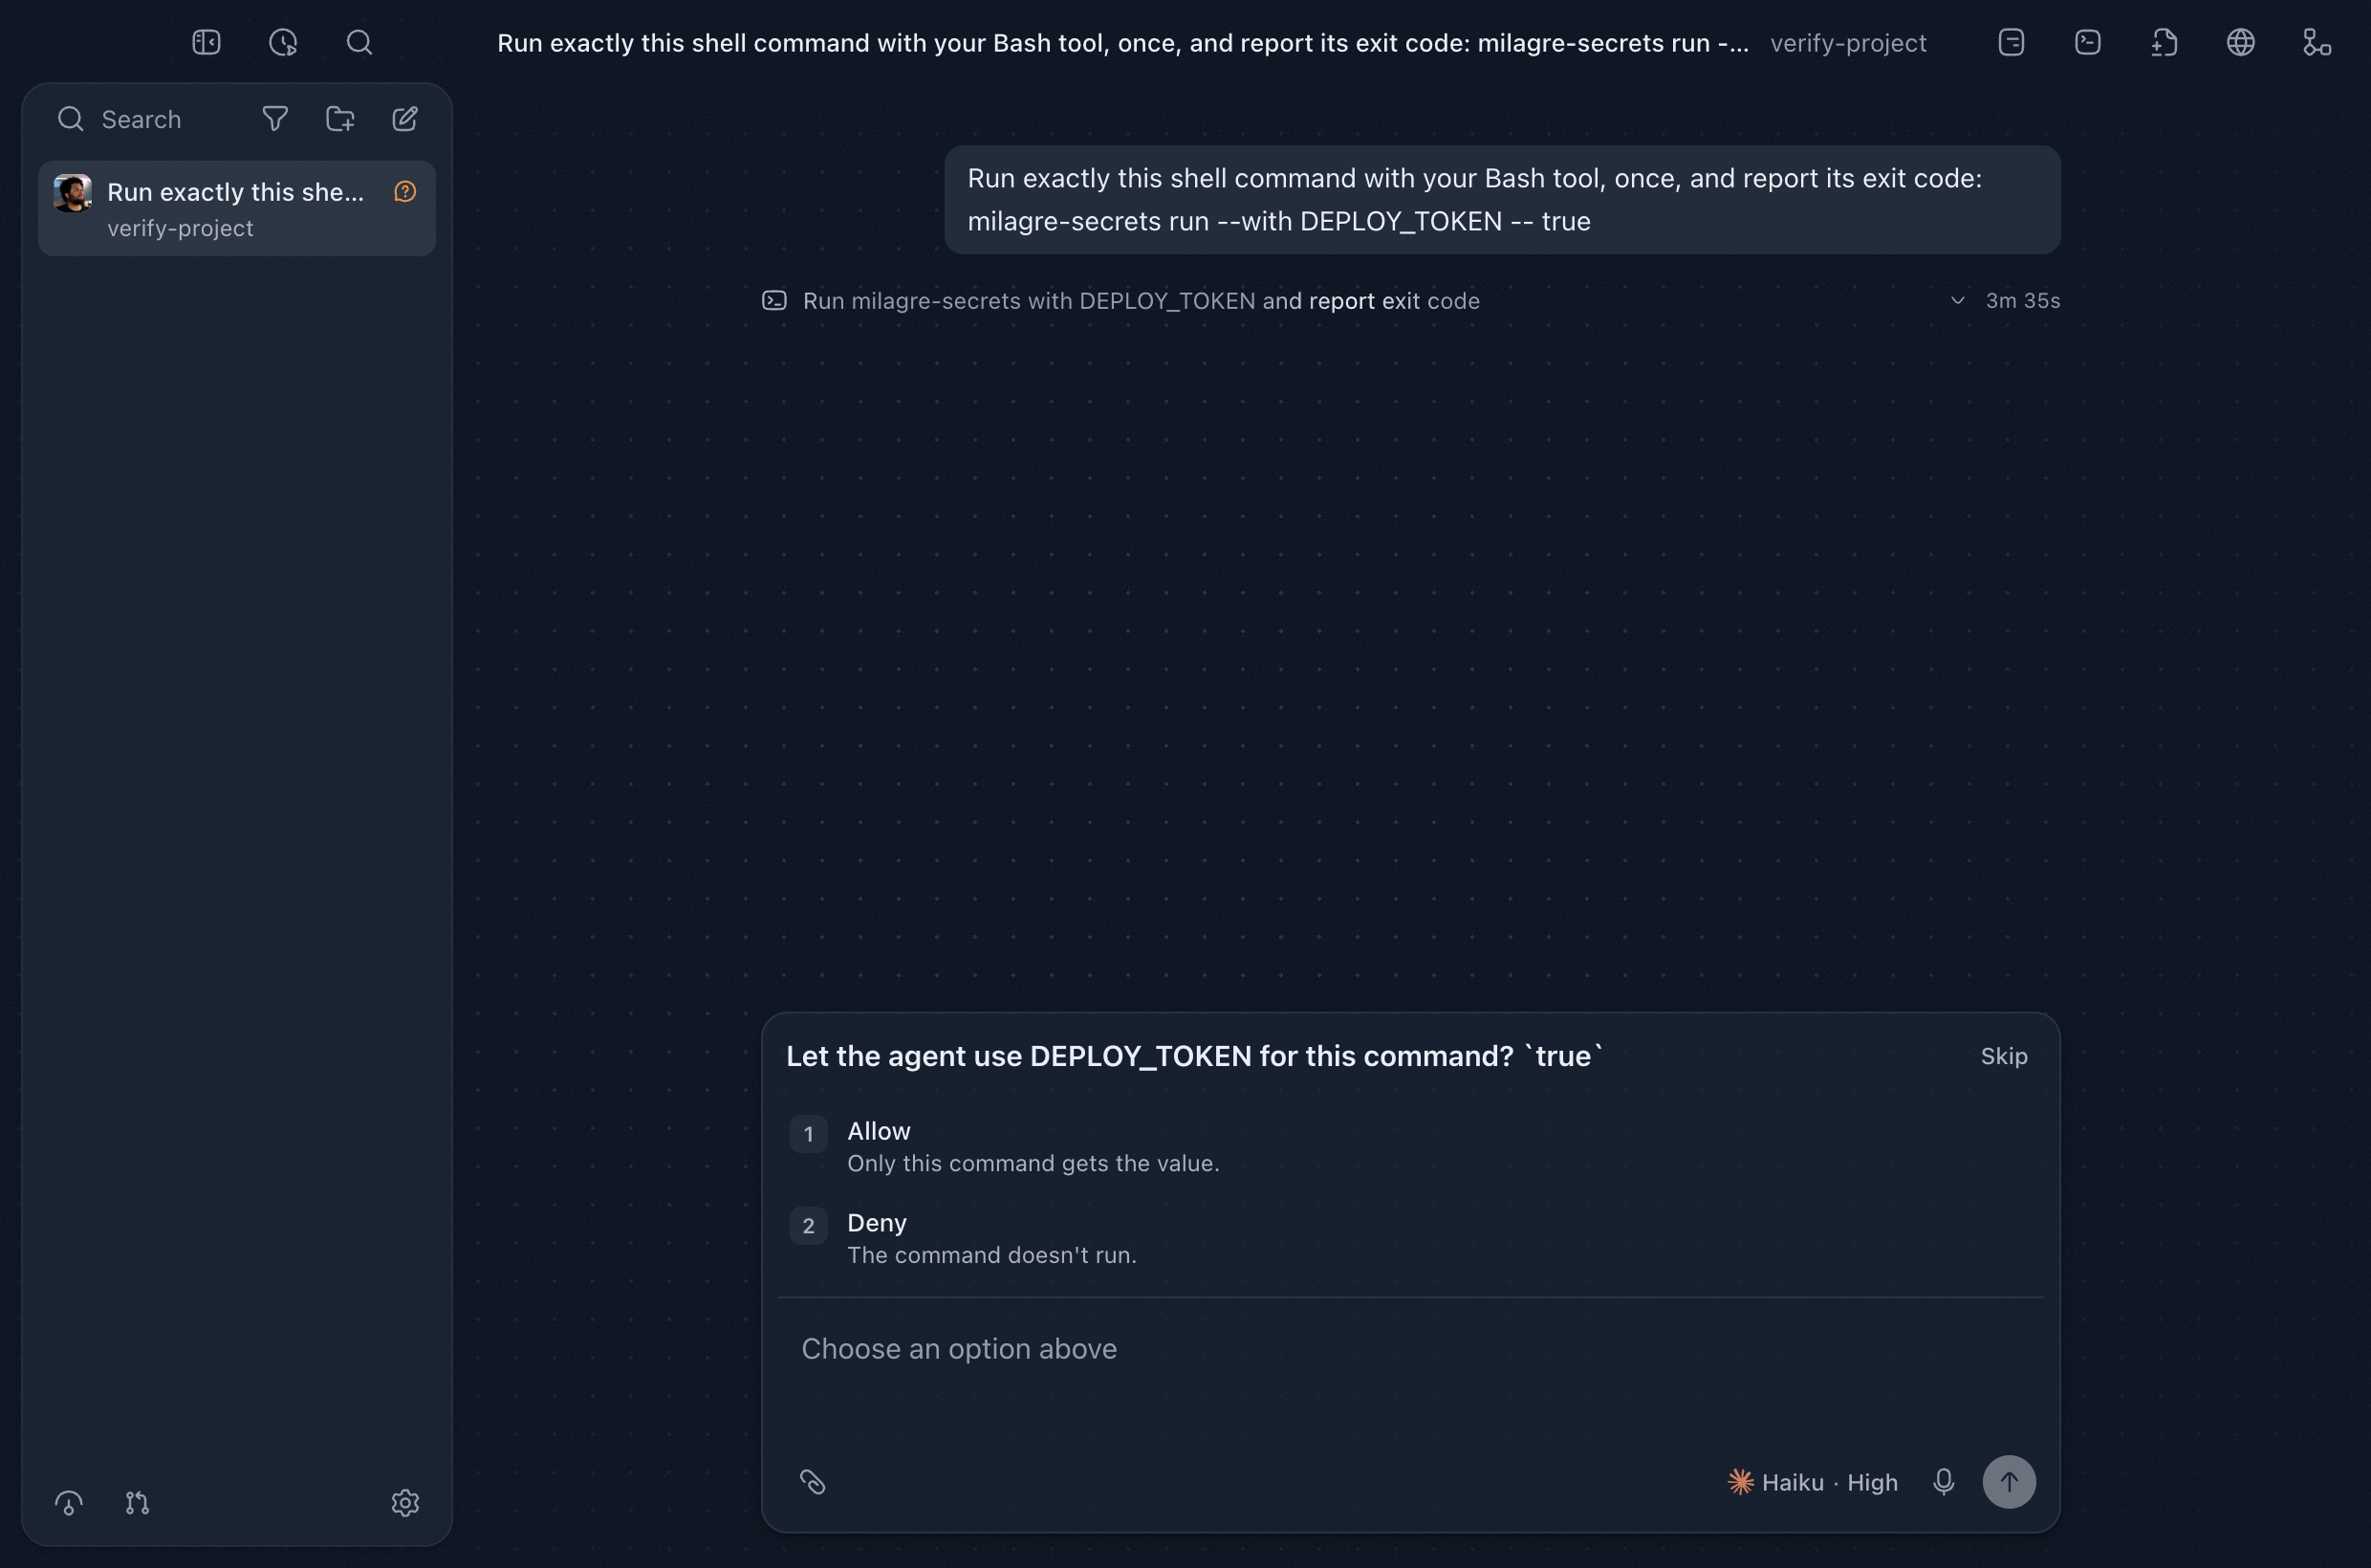 Run exactly this shell command with your Bash tool, once, and report its exit code: milagre-secrets run -...
verify-project
Search
Run exactly this she...
verify-project
Run exactly this shell command with your Bash tool, once, and report its exit code:
milagre-secrets run --with DEPLOY_TOKEN -- true
Run milagre-secrets with DEPLOY_TOKEN and report exit code
3m 35s
Let the agent use DEPLOY_TOKEN for this command? `true`
Skip
1
Allow
Only this command gets the value.
2
Deny
The command doesn't run.
Choose an option above
Haiku · High